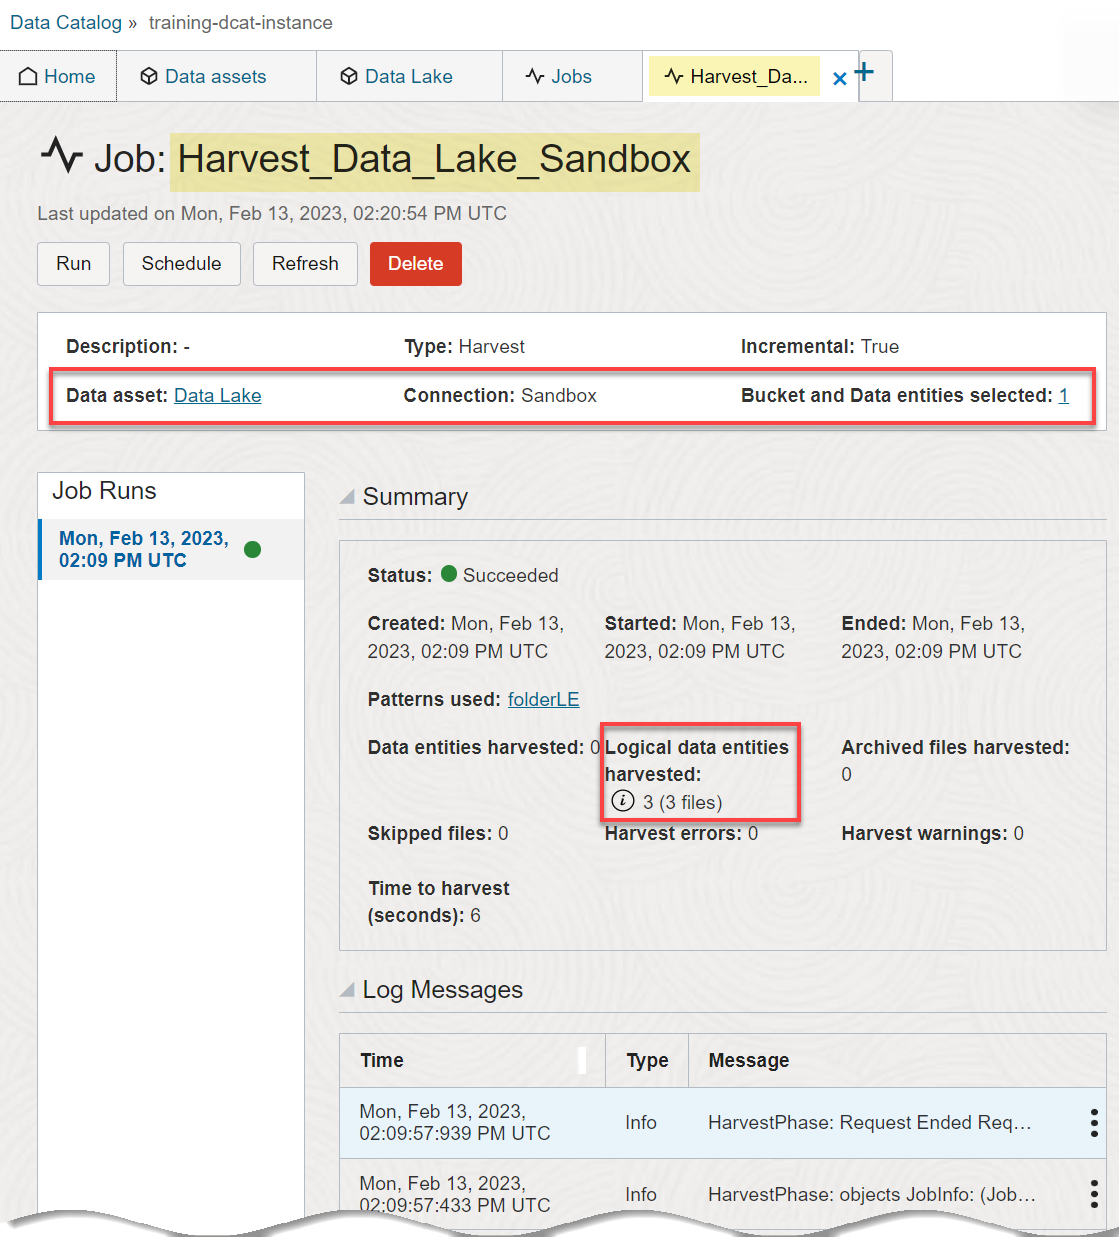 Data Catalog » training-dcat-instance
Home Data assets Data Lake Jobs Harvest_Da... × +
Job: Harvest_Data_Lake_Sandbox
Last updated on Mon, Feb 13, 2023, 02:20:54 PM UTC
Run Schedule Refresh Delete
Description: - Type: Harvest Incremental: True
Data asset: Data Lake Connection: Sandbox Bucket and Data entities selected: 1
Job Runs
Mon, Feb 13, 2023,
02:09 PM UTC
Summary
Status: Succeeded
Created: Mon, Feb 13,
2023, 02:09 PM UTC
Started: Mon, Feb 13,
2023, 02:09 PM UTC
Ended: Mon, Feb 13,
2023, 02:09 PM UTC
Patterns used: folderLE
Data entities harvested: 0
Logical data entities
harvested:
i 3 (3 files)
Archived files harvested:
0
Skipped files: 0
Harvest errors: 0
Harvest warnings: 0
Time to harvest
(seconds): 6
Log Messages
Time Type Message
Mon, Feb 13, 2023,
02:09:57:939 PM UTC
Info
HarvestPhase: Request Ended Req...
Mon, Feb 13, 2023,
02:09:57:433 PM UTC
Info
HarvestPhase: objects JobInfo: (Job...